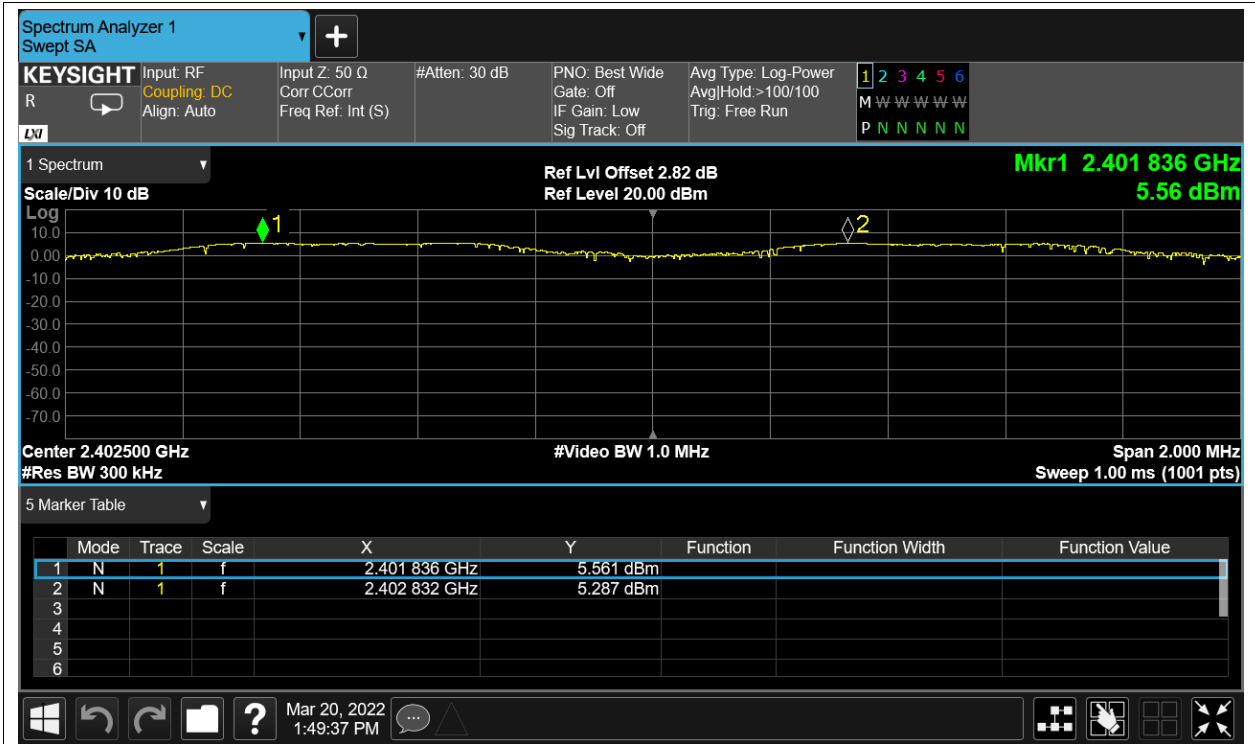 Spectrum Analyzer 1
Swept SA
+
KEYSIGHT Input: RF Input Z: 50 Ω #Atten: 30 dB PNO: Best Wide Avg Type: Log-Power 1 2 3 4 5 6
R Coupling: DC Corr CCorr Gate: Off Avg|Hold:>100/100 M W W W W W
Align: Auto Freq Ref: Int (S) IF Gain: Low Trig: Free Run
LXI Sig Track: Off P N N N N N
1 Spectrum Ref Lvl Offset 2.82 dB Mkr1 2.401 836 GHz
Scale/Div 10 dB Ref Level 20.00 dBm 5.56 dBm
Log
1 2
10.0
0.00
-10.0
-20.0
-30.0
-40.0
-50.0
-60.0
-70.0
Center 2.402500 GHz #Video BW 1.0 MHz Span 2.000 MHz
#Res BW 300 kHz Sweep 1.00 ms (1001 pts)
5 Marker Table
Mode Trace Scale X Y Function Function Width Function Value
1 N 1 f 2.401 836 GHz 5.561 dBm
2 N 1 f 2.402 832 GHz 5.287 dBm
3
4
5
6
? Mar 20, 2022
1:49:37 PM